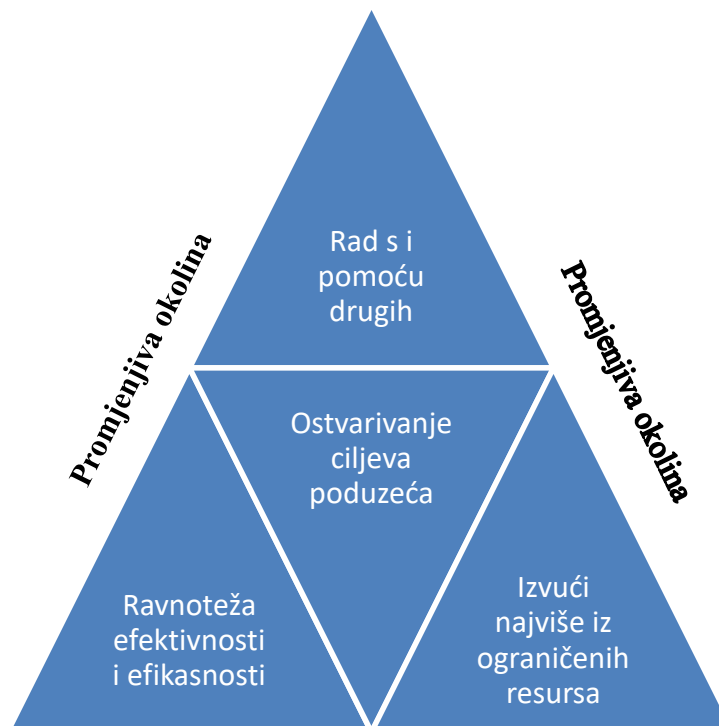 Rad s i
pomoću
drugih
Promjenjiva okolina
Promjenjiva okolina
Ostvarivanje
ciljeva
poduzeća
Ravnoteža
efektivnosti
i efikasnosti
Izvući
najviše iz
ograničenih
resursa